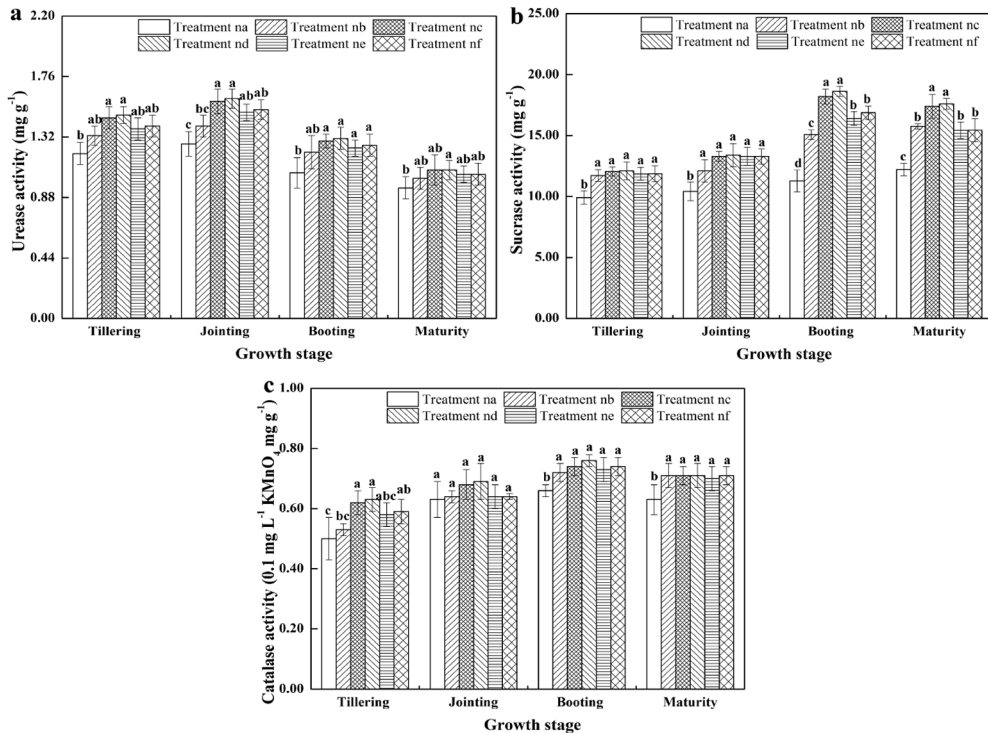 a
Urease activity (mg g⁻¹)
2.20
1.76
1.32
0.88
0.44
0.00
Treatment na Treatment nb Treatment nc
Treatment nd Treatment ne Treatment nf
b ab a a ab ab
c bc a a ab ab
b ab a a a a
b ab a a ab ab
Tillering Jointing Booting Maturity
Growth stage
b
Sucrase activity (mg g⁻¹)
25.00
20.00
15.00
10.00
5.00
0.00
Treatment na Treatment nb Treatment nc
Treatment nd Treatment ne Treatment nf
b a a a a a
b a a a a a
d c a a b b
c b a a b b
Tillering Jointing Booting Maturity
Growth stage
c
Catalase activity (0.1 mg L⁻¹ KMnO₄ mg g⁻¹)
1.00
0.80
0.60
0.40
0.20
0.00
Treatment na Treatment nb Treatment nc
Treatment nd Treatment ne Treatment nf
c bc a a abc ab
a a a a a a
b a a a a a
b a a a a a
Tillering Jointing Booting Maturity
Growth stage